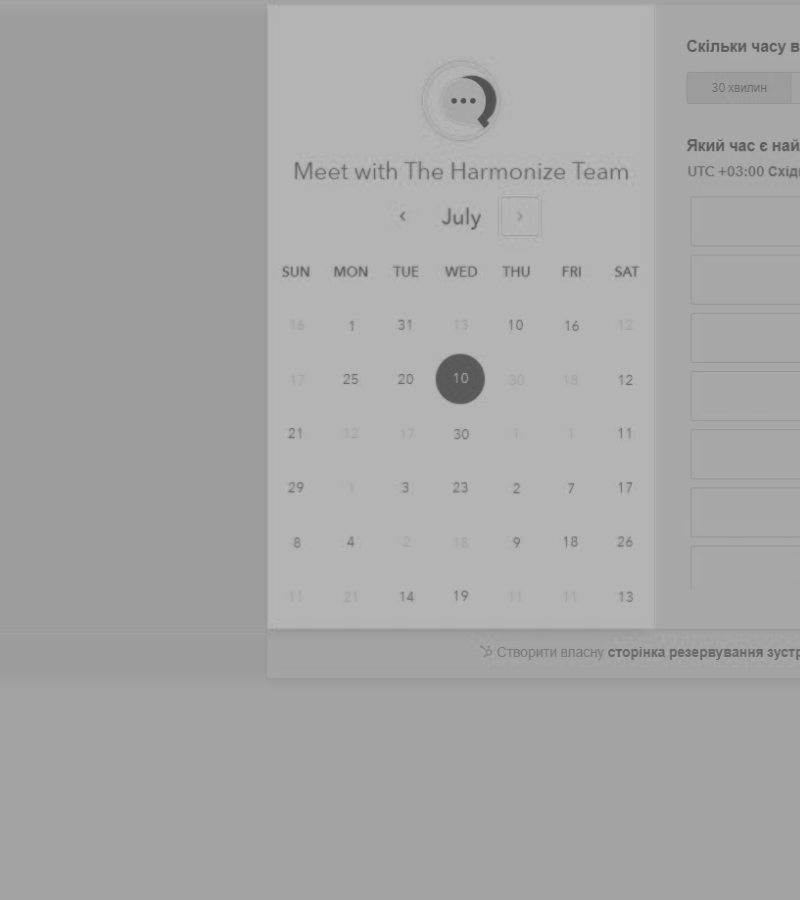 Meet with The Harmonize Team
July
SUN MON TUE WED THU FRI SAT
16 1 31 13 10 16 12
17 25 20 10 30 18 12
21 12 17 30 1 1 11
29 1 3 23 2 7 17
8 4 2 18 9 18 26
11 21 14 19 11 11 13
Скільки часу в
30 хвилин
Який час є най
UTC +03:00 Східн
Створити власну сторінка резервування зустр